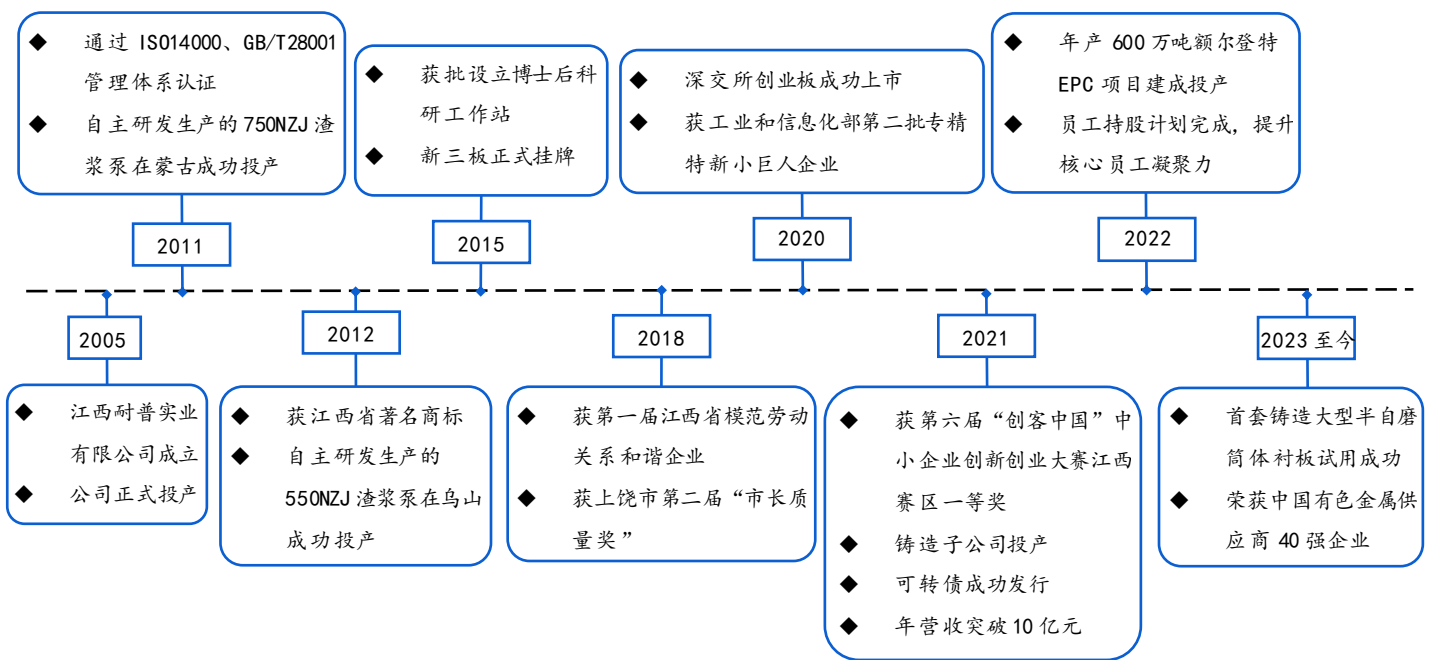 通过 ISO14000、GB/T28001
管理体系认证
自主研发生产的 750NZJ 渣
浆泵在蒙古成功投产
2011
获批设立博士后科
研工作站
新三板正式挂牌
2015
深交所创业板成功上市
获工业和信息化部第二批专精
特新小巨人企业
2020
年产 600 万吨额尔登特
EPC 项目建成投产
员工持股计划完成，提升
核心员工凝聚力
2022
2005
江西耐普实业
有限公司成立
公司正式投产
2012
获江西省著名商标
自主研发生产的
550NZJ 渣浆泵在乌山
成功投产
2018
获第一届江西省模范劳动
关系和谐企业
获上饶市第二届“市长质
量奖”
2021
获第六届“创客中国”中
小企业创新创业大赛江西
赛区一等奖
铸造子公司投产
可转债成功发行
年营收突破 10 亿元
2023 至今
首套铸造大型半自磨
筒体衬板试用成功
荣获中国有色金属供
应商 40 强企业